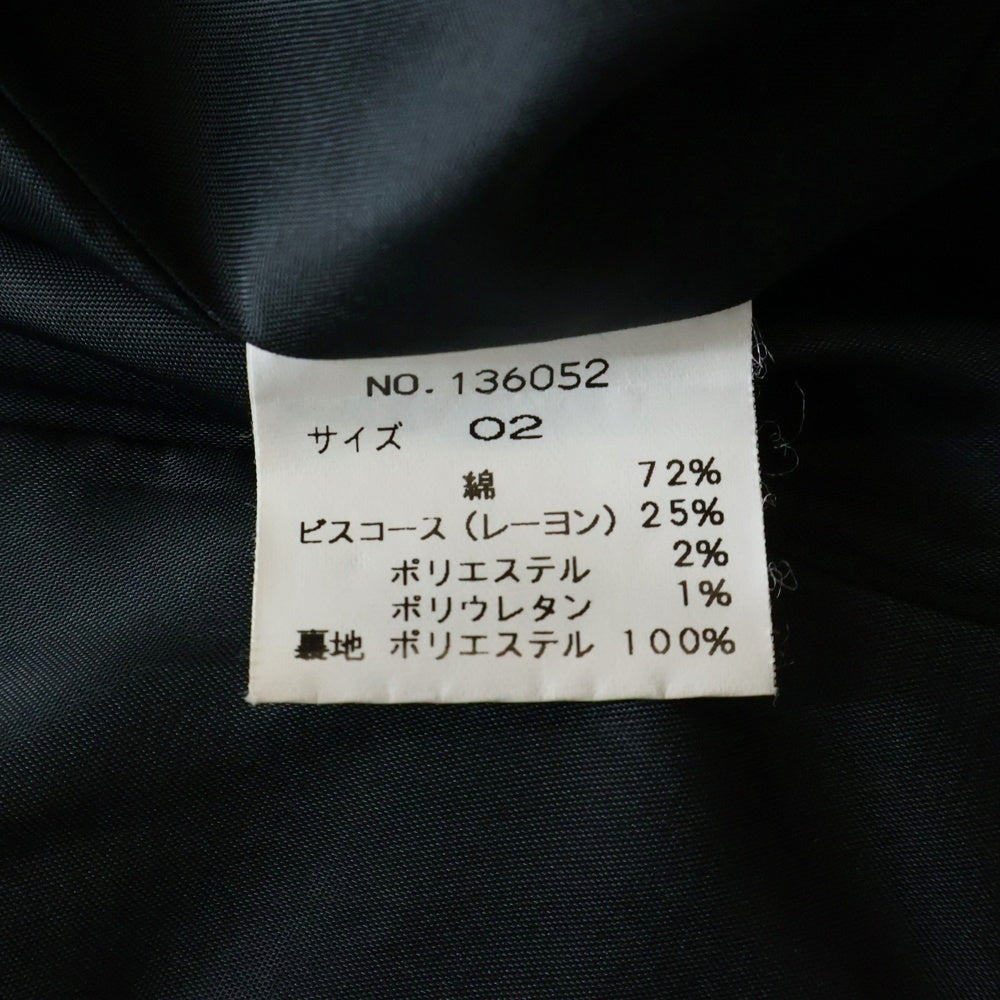 NO. 136052
サイズ 02
綿 72%
ビスコース(レーヨン) 25%
ポリエステル 2%
ポリウレタン 1%
裏地 ポリエステル 100%